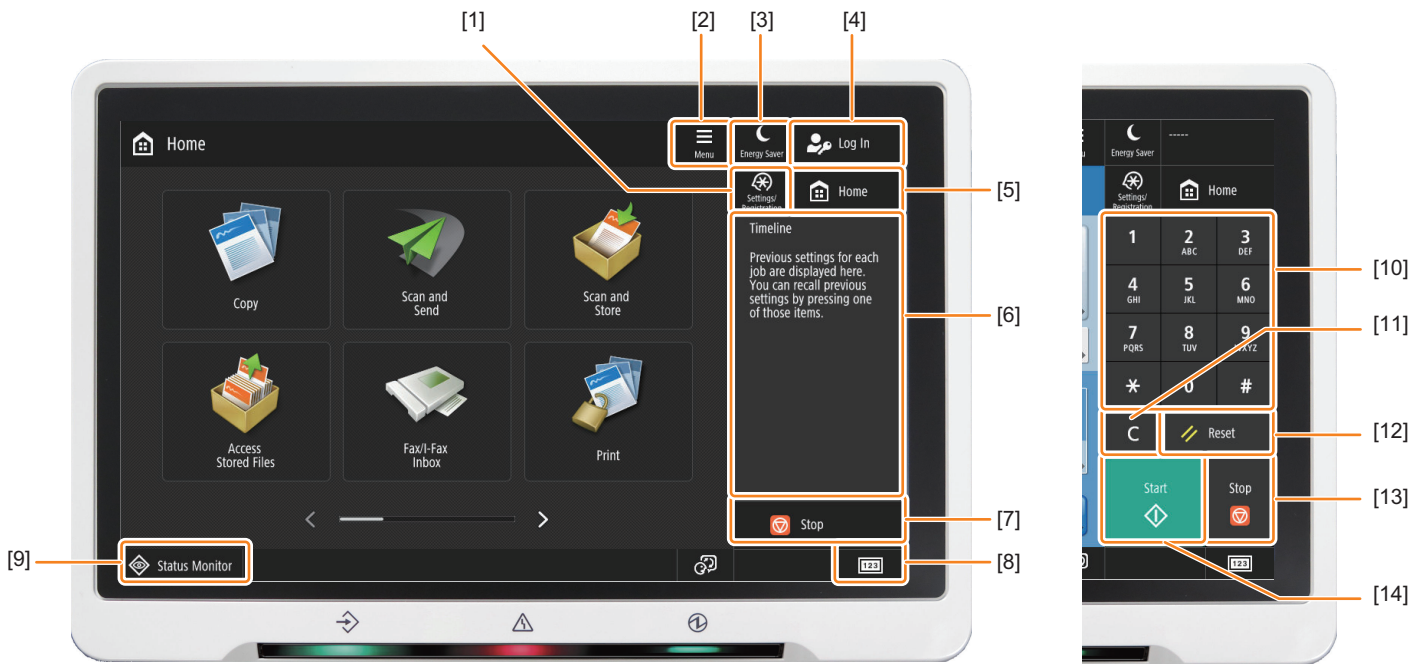 [1]
[2]
[3]
[4]
Home
Menu
Energy Saver
Log In
Settings/
Registration
Home
[5]
Timeline
Previous settings for each
job are displayed here.
You can recall previous
settings by pressing one
of those items.
[6]
Copy
Scan and
Send
Scan and
Store
Access
Stored Files
Fax/I-Fax
Inbox
Print
Stop
[7]
[9]
Status Monitor
123
[8]
u
Energy Saver
-----
Settings/
Registration
Home
1
2
ABC
3
DEF
4
GHI
5
JKL
6
MNO
[10]
7
PQRS
8
TUV
9
WXYZ
[11]
*
0
#
C
Reset
[12]
Start
Stop
[13]
123
[14]